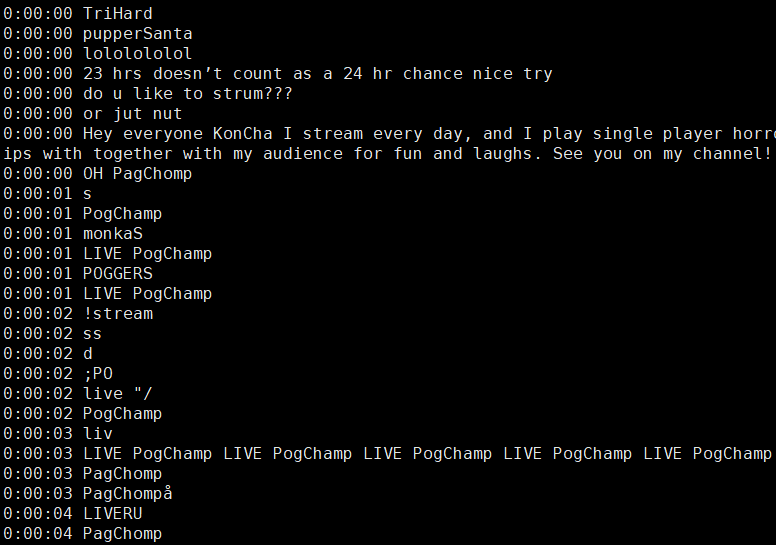 0:00:00 TriHard
0:00:00 pupperSanta
0:00:00 lolololololol
0:00:00 23 hrs doesn’t count as a 24 hr chance nice try
0:00:00 do u like to strum???
0:00:00 or jut nut
0:00:00 Hey everyone KonCha I stream every day, and I play single player horro
ips with together with my audience for fun and laughs. See you on my channel!
0:00:00 OH PagChomp
0:00:01 s
0:00:01 PogChamp
0:00:01 monkaS
0:00:01 LIVE PogChamp
0:00:01 POGGERS
0:00:01 LIVE PogChamp
0:00:02 !stream
0:00:02 ss
0:00:02 d
0:00:02 ;PO
0:00:02 live "/
0:00:02 PogChamp
0:00:03 liv
0:00:03 LIVE PogChamp LIVE PogChamp LIVE PogChamp LIVE PogChamp LIVE PogChamp
0:00:03 PagChomp
0:00:03 PagChompå
0:00:04 LIVERU
0:00:04 PagChomp